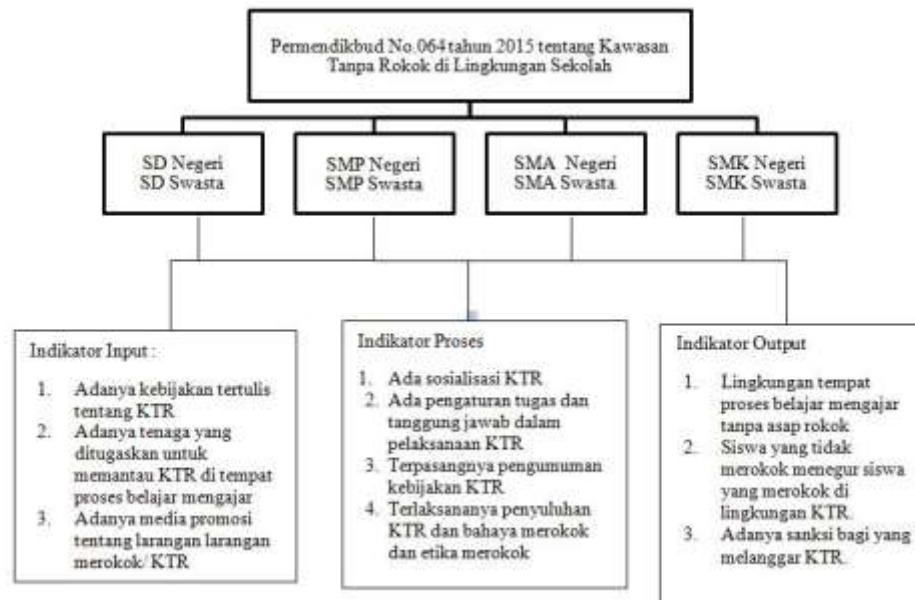 Permendikbud No.064 tahun 2015 tentang Kawasan
Tanpa Rokok di Lingkungan Sekolah
SD Negeri
SD Swasta
SMP Negeri
SMP Swasta
SMA Negeri
SMA Swasta
SMK Negeri
SMK Swasta
Indikator Input :
1. Adanya kebijakan tertulis
tentang KTR
2. Adanya tenaga yang
ditugaskan untuk
memantau KTR di tempat
proses belajar mengajar
3. Adanya media promosi
tentang larangan larangan
merokok/ KTR
Indikator Proses
1. Ada sosialisasi KTR
2. Ada pengaturan tugas dan
tanggung jawab dalam
pelaksanaan KTR
3. Terpasangnya pengumuman
kebijakan KTR
4. Terlaksananya penyuluhan
KTR dan bahaya merokok
dan etika merokok
Indikator Output
1. Lingkungan tempat
proses belajar mengajar
tanpa asap rokok
2. Siswa yang tidak
merokok menegur siswa
yang merokok di
lingkungan KTR.
3. Adanya sanksi bagi yang
melanggar KTR.